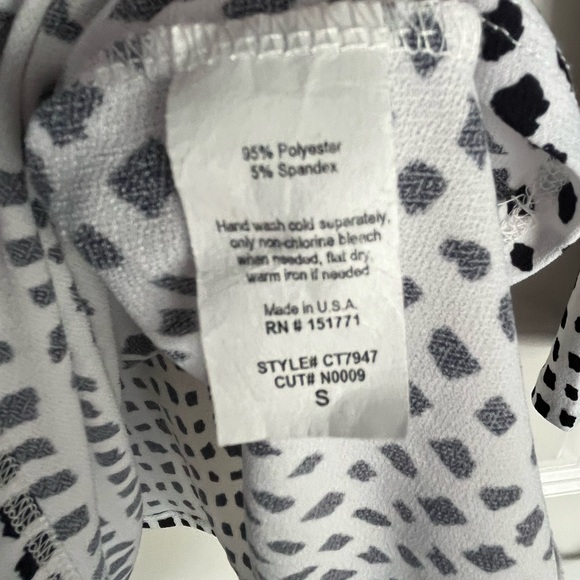 95% Polyester
5% Spandex
Hand wash cold separately,
only non-chlorine bleach
when needed, flat dry,
warm iron if needed
Made in U.S.A.
RN # 151771
STYLE# CT7947
CUT# N0009
S